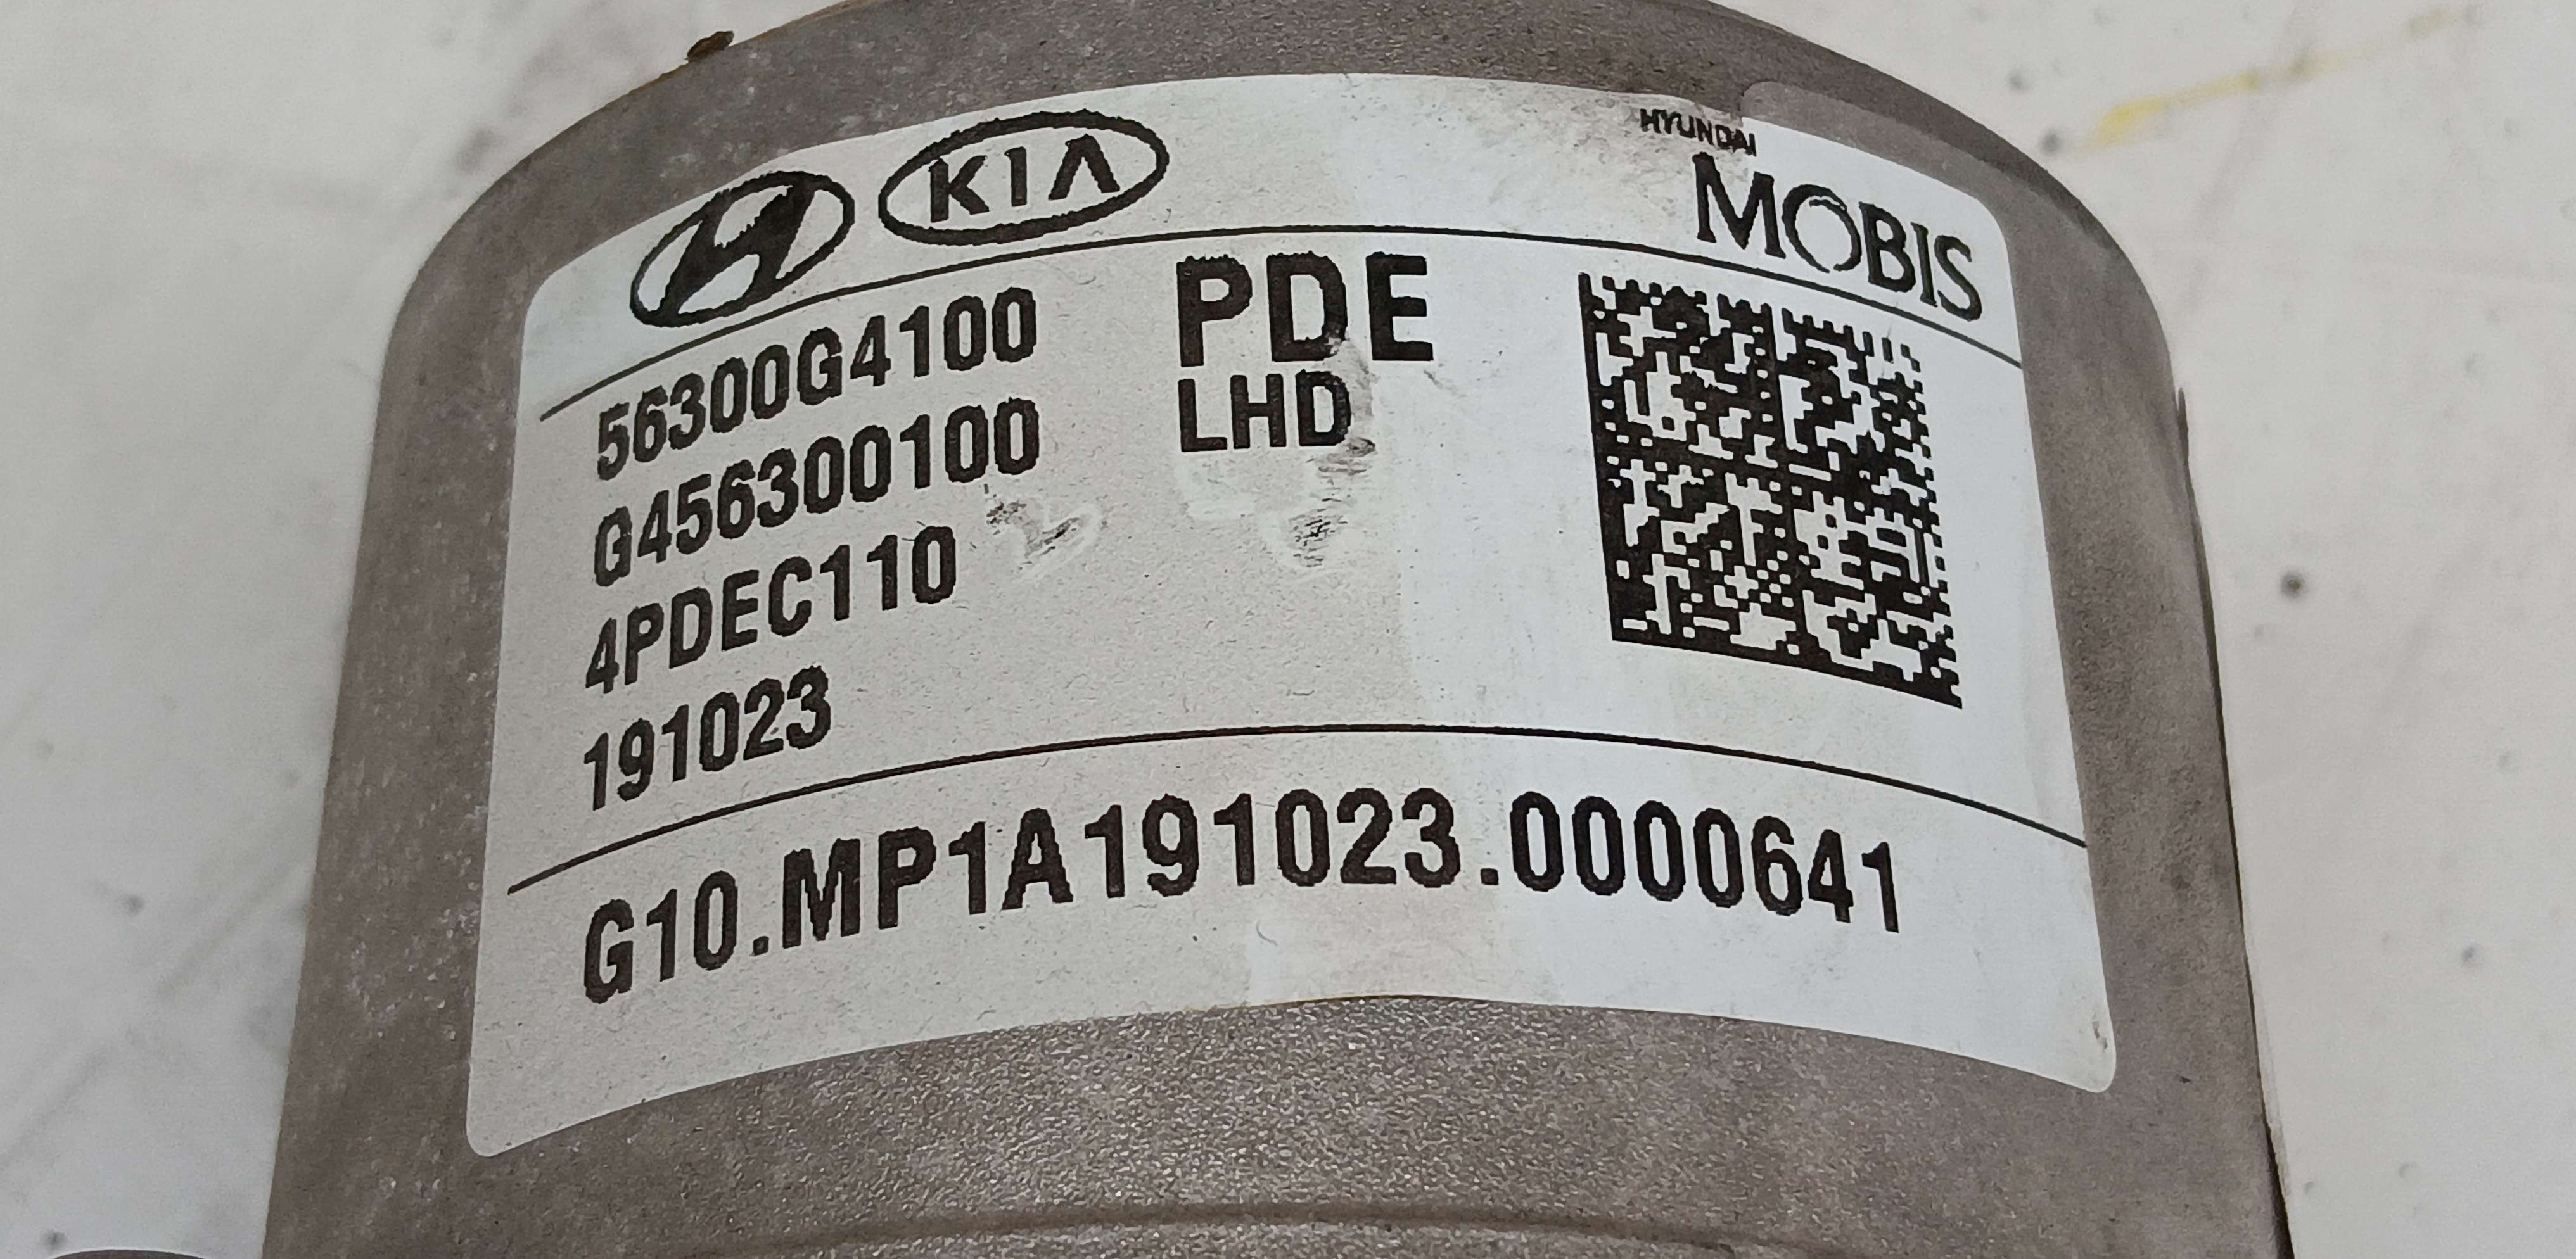 KIA
HYUNDAI
MOBIS
56300G4100
PDE
G456300100
LHD
4PDEC110
191023
G10.MP1A191023.0000641